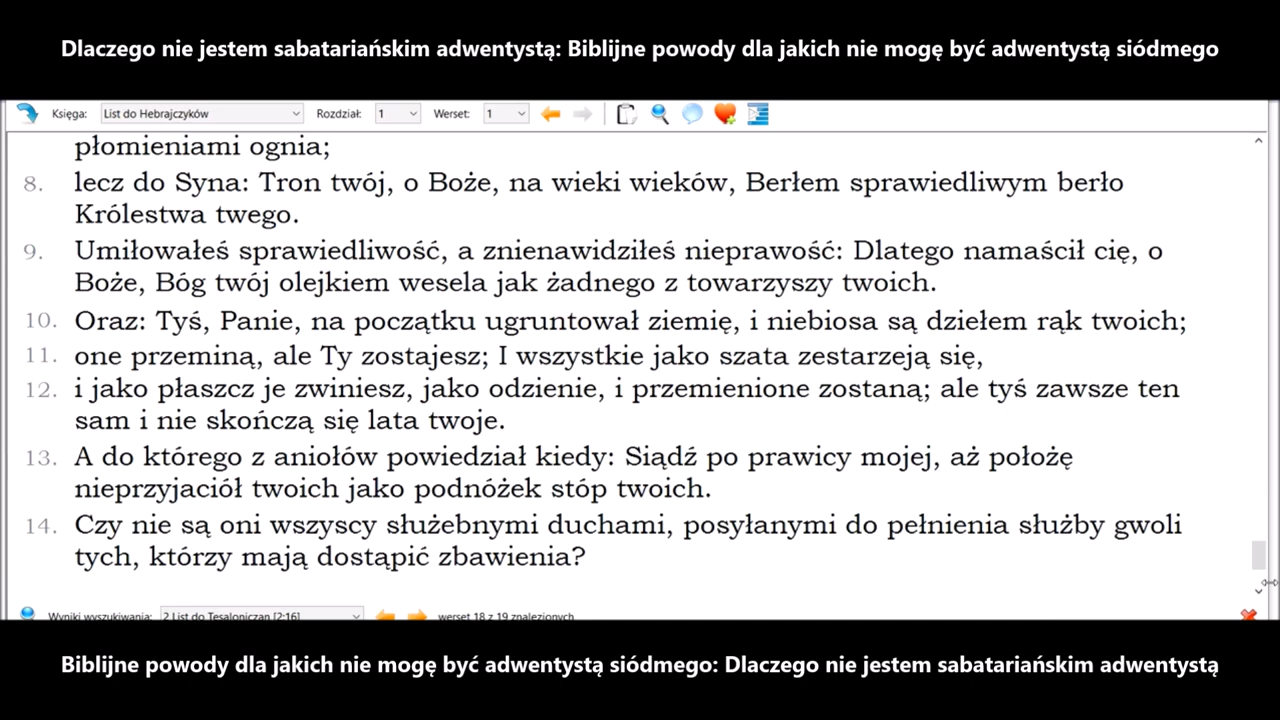 Dlaczego nie jestem sabatariańskim adwentystą: Biblijne powody dla jakich nie mogę być adwentystą siódmego
Księga: List do Hebrajczyków Rozdział: 1 Werset: 1
płomieniami ognia;
8. lecz do Syna: Tron twój, o Boże, na wieki wieków, Berłem sprawiedliwym berło
Królestwa twego.
9. Umiłowałeś sprawiedliwość, a znienawidziłeś nieprawość: Dlatego namaścił cię, o
Boże, Bóg twój olejkiem wesela jak żadnego z towarzyszy twoich.
10. Oraz: Tyś, Panie, na początku ugruntował ziemię, i niebiosa są dziełem rąk twoich;
11. one przeminą, ale Ty zostajesz; I wszystkie jako szata zestarzeją się,
12. i jako płaszcz je zwiniesz, jako odzienie, i przemienione zostaną; ale tyś zawsze ten
sam i nie skończą się lata twoje.
13. A do którego z aniołów powiedział kiedy: Siądź po prawicy mojej, aż położę
nieprzyjaciół twoich jako podnóżek stóp twoich.
14. Czy nie są oni wszyscy służebnymi duchami, posyłanymi do pełnienia służby gwoli
tych, którzy mają dostąpić zbawienia?
Wyniki wyszukiwania: 2 List do Tesaloniczan [2:16] werset 18 z 19 znalezionych
Biblijne powody dla jakich nie mogę być adwentystą siódmego: Dlaczego nie jestem sabatariańskim adwentystą